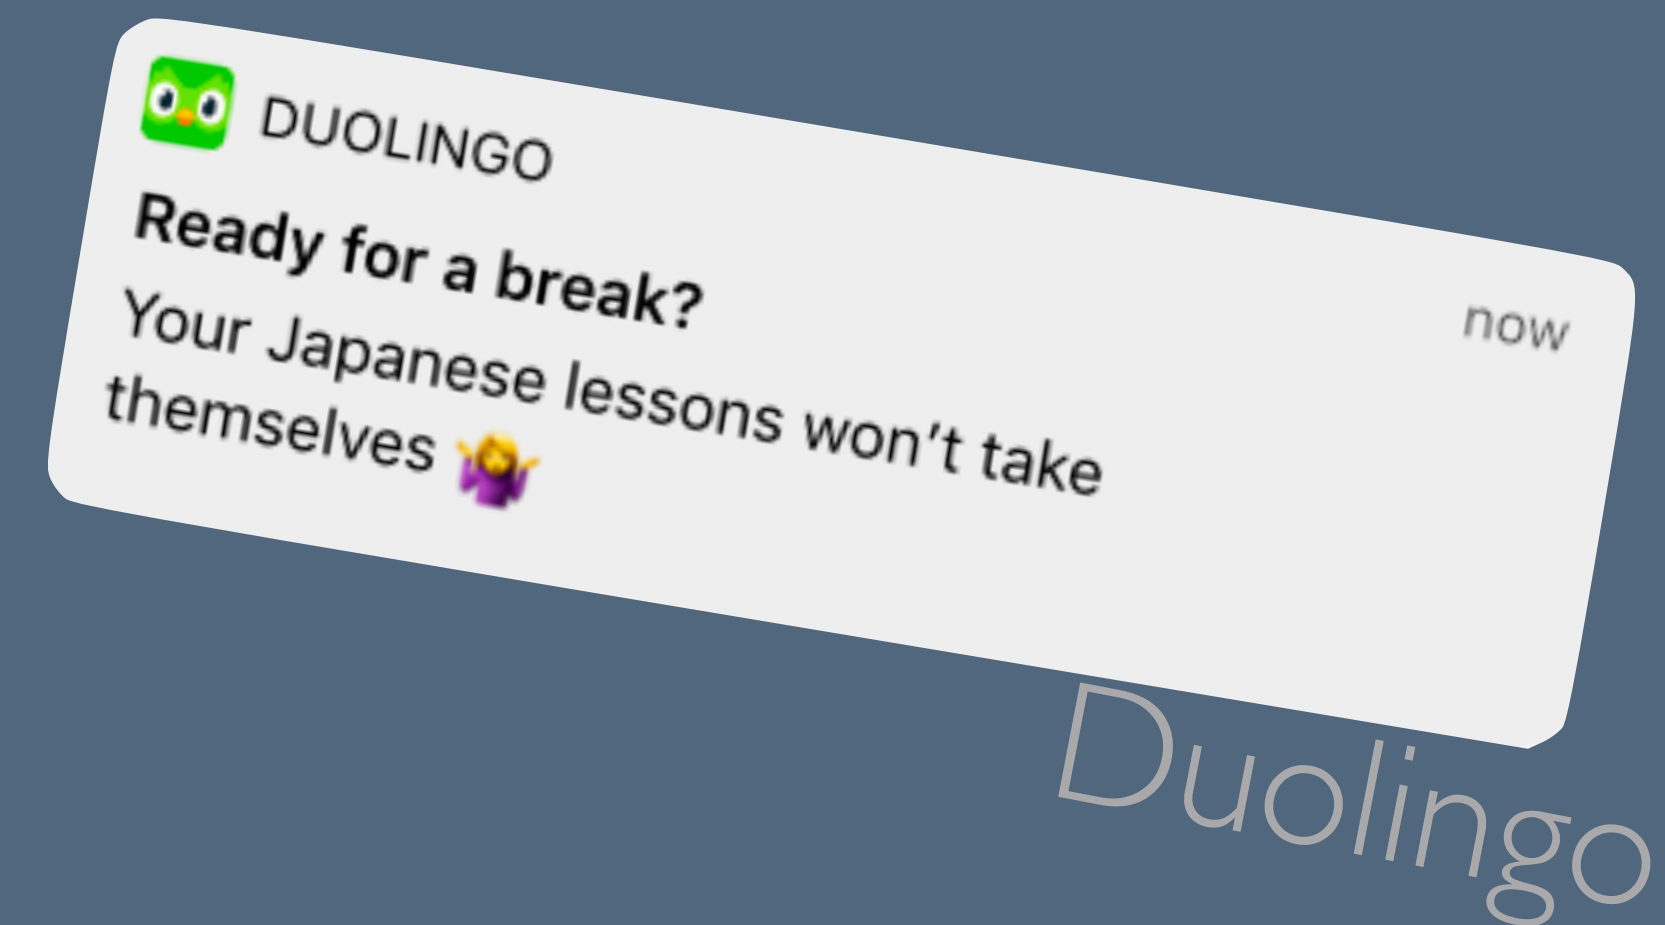 DUOLINGO
now
Ready for a break?
Your Japanese lessons won’t take
themselves 🤷‍♀️
Duolingo